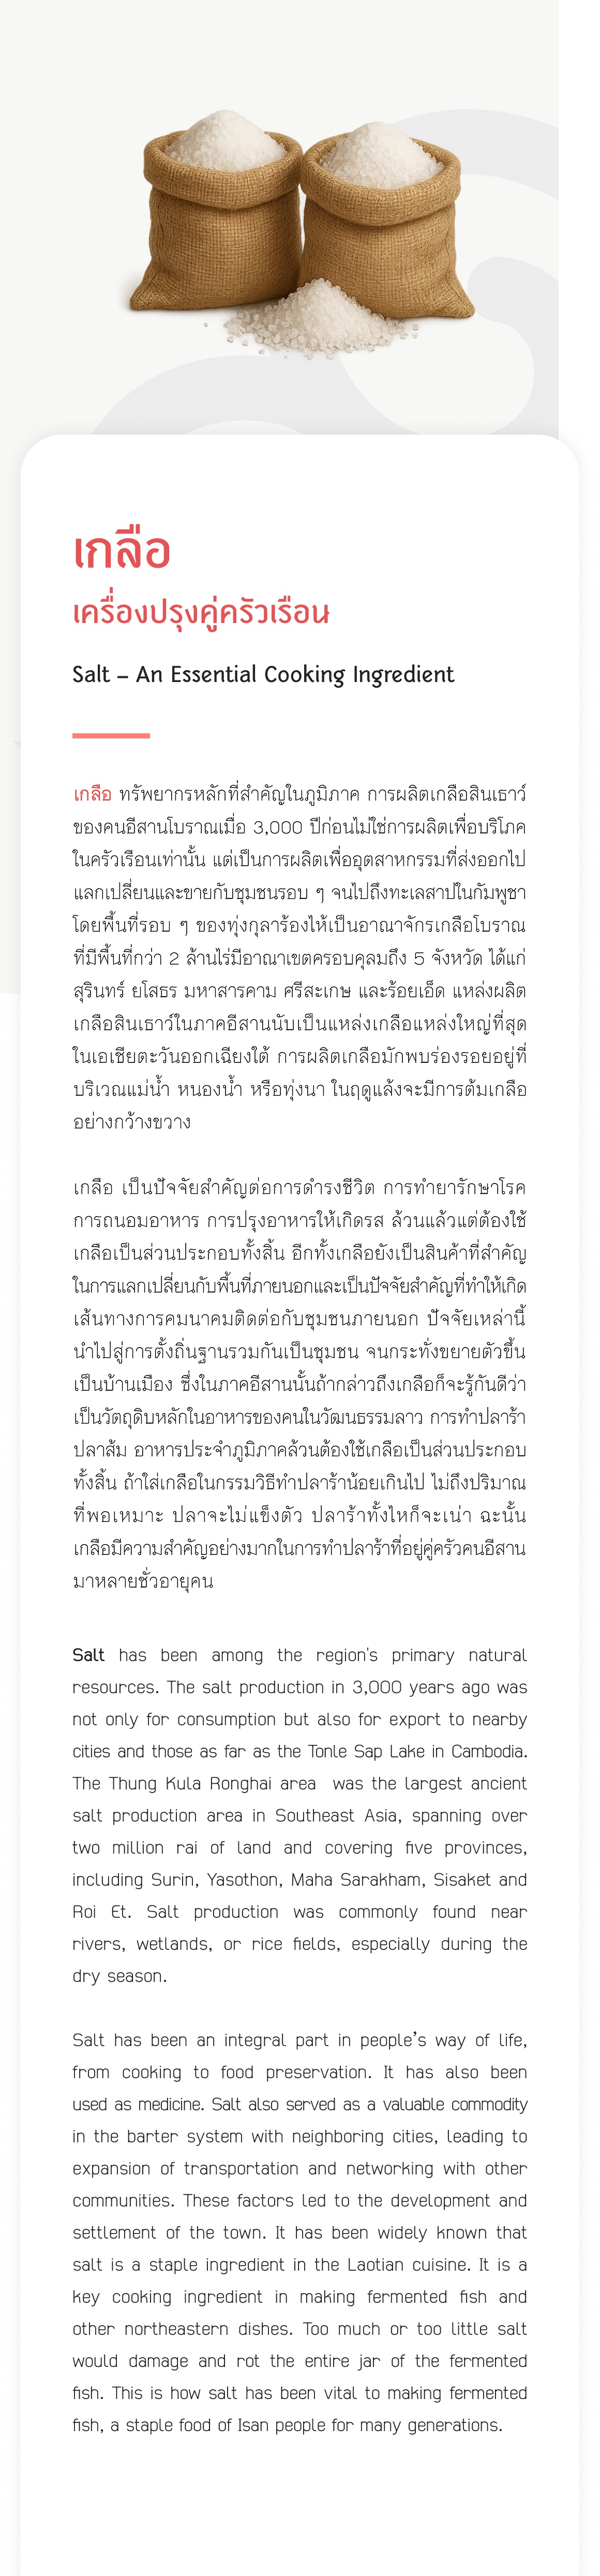 เกลือ
เครื่องปรุงคู่ครัวเรือน
Salt – An Essential Cooking Ingredient
เกลือ ทรัพยากรหลักที่สำคัญในภูมิภาค การผลิตเกลือสินเธาว์
ของคนอีสานโบราณเมื่อ 3,000 ปีก่อนไม่ใช่การผลิตเพื่อบริโภค
ในครัวเรือนเท่านั้น แต่เป็นการผลิตเพื่ออุตสาหกรรมที่ส่งออกไป
แลกเปลี่ยนและขายกับชุมชนรอบ ๆ จนไปถึงทะเลสาปในกัมพูชา
โดยพื้นที่รอบ ๆ ของทุ่งกุลาร้องไห้เป็นอาณาจักรเกลือโบราณ
ที่มีพื้นที่กว่า 2 ล้านไร่มีอาณาเขตครอบคุลมถึง 5 จังหวัด ได้แก่
สุรินทร์ ยโสธร มหาสารคาม ศรีสะเกษ และร้อยเอ็ด แหล่งผลิต
เกลือสินเธาว์ในภาคอีสานนับเป็นแหล่งเกลือแหล่งใหญ่ที่สุด
ในเอเชียตะวันออกเฉียงใต้ การผลิตเกลือมักพบร่องรอยอยู่ที่
บริเวณแม่น้ำ หนองน้ำ หรือทุ่งนา ในฤดูแล้งจะมีการต้มเกลือ
อย่างกว้างขวาง
เกลือ เป็นปัจจัยสำคัญต่อการดำรงชีวิต การทำยารักษาโรค
การถนอมอาหาร การปรุงอาหารให้เกิดรส ล้วนแล้วแต่ต้องใช้
เกลือเป็นส่วนประกอบทั้งสิ้น อีกทั้งเกลือยังเป็นสินค้าที่สำคัญ
ในการแลกเปลี่ยนกับพื้นที่ภายนอกและเป็นปัจจัยสำคัญที่ทำให้เกิด
เส้นทางการคมนาคมติดต่อกับชุมชนภายนอก ปัจจัยเหล่านี้
นำไปสู่การตั้งถิ่นฐานรวมกันเป็นชุมชน จนกระทั่งขยายตัวขึ้น
เป็นบ้านเมือง ซึ่งในภาคอีสานนั้นถ้ากล่าวถึงเกลือก็จะรู้กันดีว่า
เป็นวัตถุดิบหลักในอาหารของคนในวัฒนธรรมลาว การทำปลาร้า
ปลาส้ม อาหารประจำภูมิภาคล้วนต้องใช้เกลือเป็นส่วนประกอบ
ทั้งสิ้น ถ้าใส่เกลือในกรรมวิธีทำปลาร้าน้อยเกินไป ไม่ถึงปริมาณ
ที่พอเหมาะ ปลาจะไม่แข็งตัว ปลาร้าทั้งไหก็จะเน่า ฉะนั้น
เกลือมีความสำคัญอย่างมากในการทำปลาร้าที่อยู่คู่ครัวคนอีสาน
มาหลายชั่วอายุคน
Salt has been among the region's primary natural
resources. The salt production in 3,000 years ago was
not only for consumption but also for export to nearby
cities and those as far as the Tonle Sap Lake in Cambodia.
The Thung Kula Ronghai area was the largest ancient
salt production area in Southeast Asia, spanning over
two million rai of land and covering five provinces,
including Surin, Yasothon, Maha Sarakham, Sisaket and
Roi Et. Salt production was commonly found near
rivers, wetlands, or rice fields, especially during the
dry season.
Salt has been an integral part in people's way of life,
from cooking to food preservation. It has also been
used as medicine. Salt also served as a valuable commodity
in the barter system with neighboring cities, leading to
expansion of transportation and networking with other
communities. These factors led to the development and
settlement of the town. It has been widely known that
salt is a staple ingredient in the Laotian cuisine. It is a
key cooking ingredient in making fermented fish and
other northeastern dishes. Too much or too little salt
would damage and rot the entire jar of the fermented
fish. This is how salt has been vital to making fermented
fish, a staple food of Isan people for many generations.